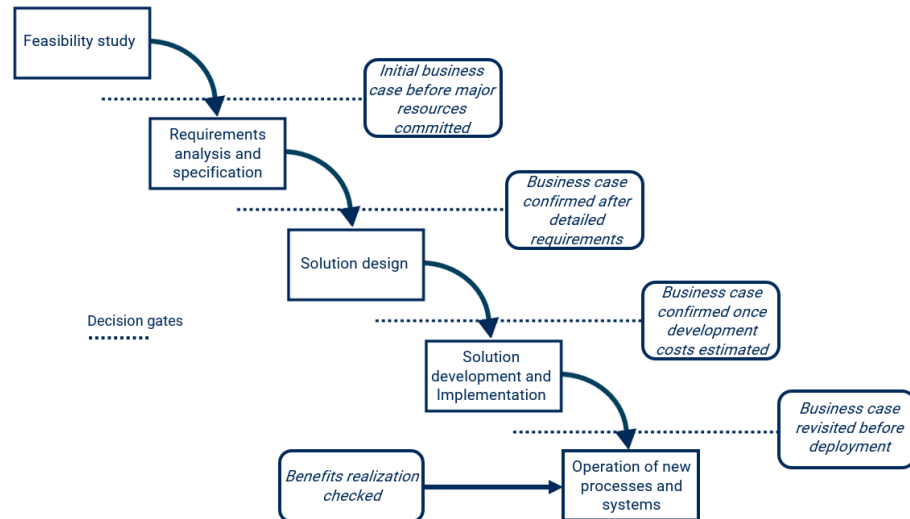 Feasibility study
Initial business
case before major
resources
committed
Requirements
analysis and
specification
Business case
confirmed after
detailed
requirements
Solution design
Business case
confirmed once
development
costs estimated
Decision gates
Solution
development and
Implementation
Business case
revisited before
deployment
Benefits realization
checked
Operation of new
processes and
systems